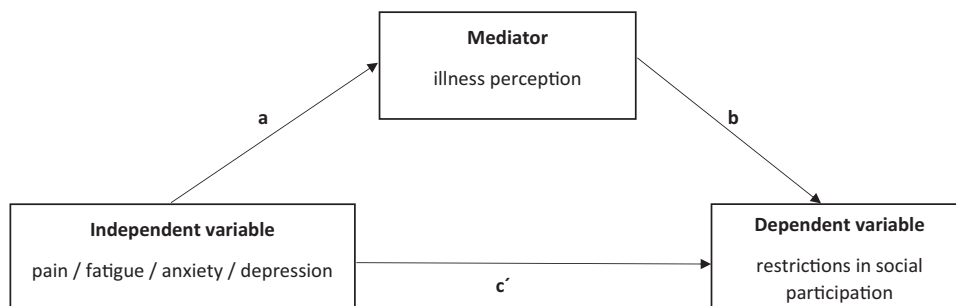 Mediator
illness perception
a
b
Independent variable
pain / fatigue / anxiety / depression
Dependent variable
restrictions in social
participation
c´